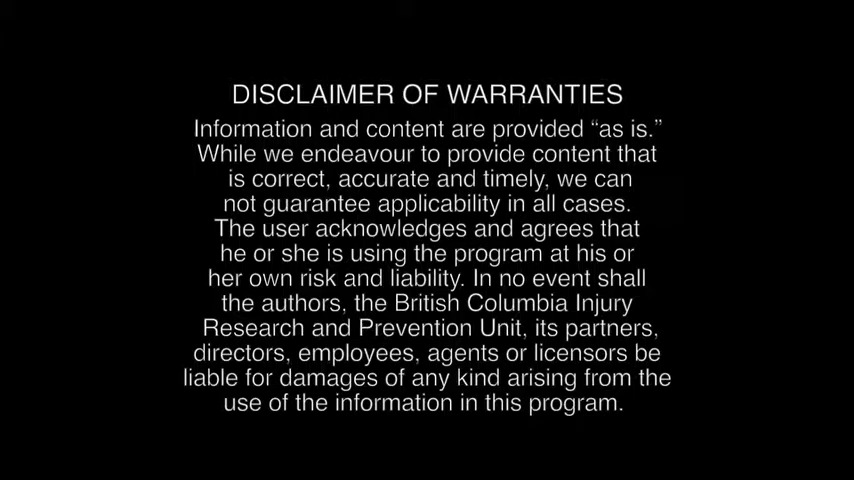 DISCLAIMER OF WARRANTIES
Information and content are provided “as is.”
While we endeavour to provide content that
is correct, accurate and timely, we can
not guarantee applicability in all cases.
The user acknowledges and agrees that
he or she is using the program at his or
her own risk and liability. In no event shall
the authors, the British Columbia Injury
Research and Prevention Unit, its partners,
directors, employees, agents or licensors be
liable for damages of any kind arising from the
use of the information in this program.